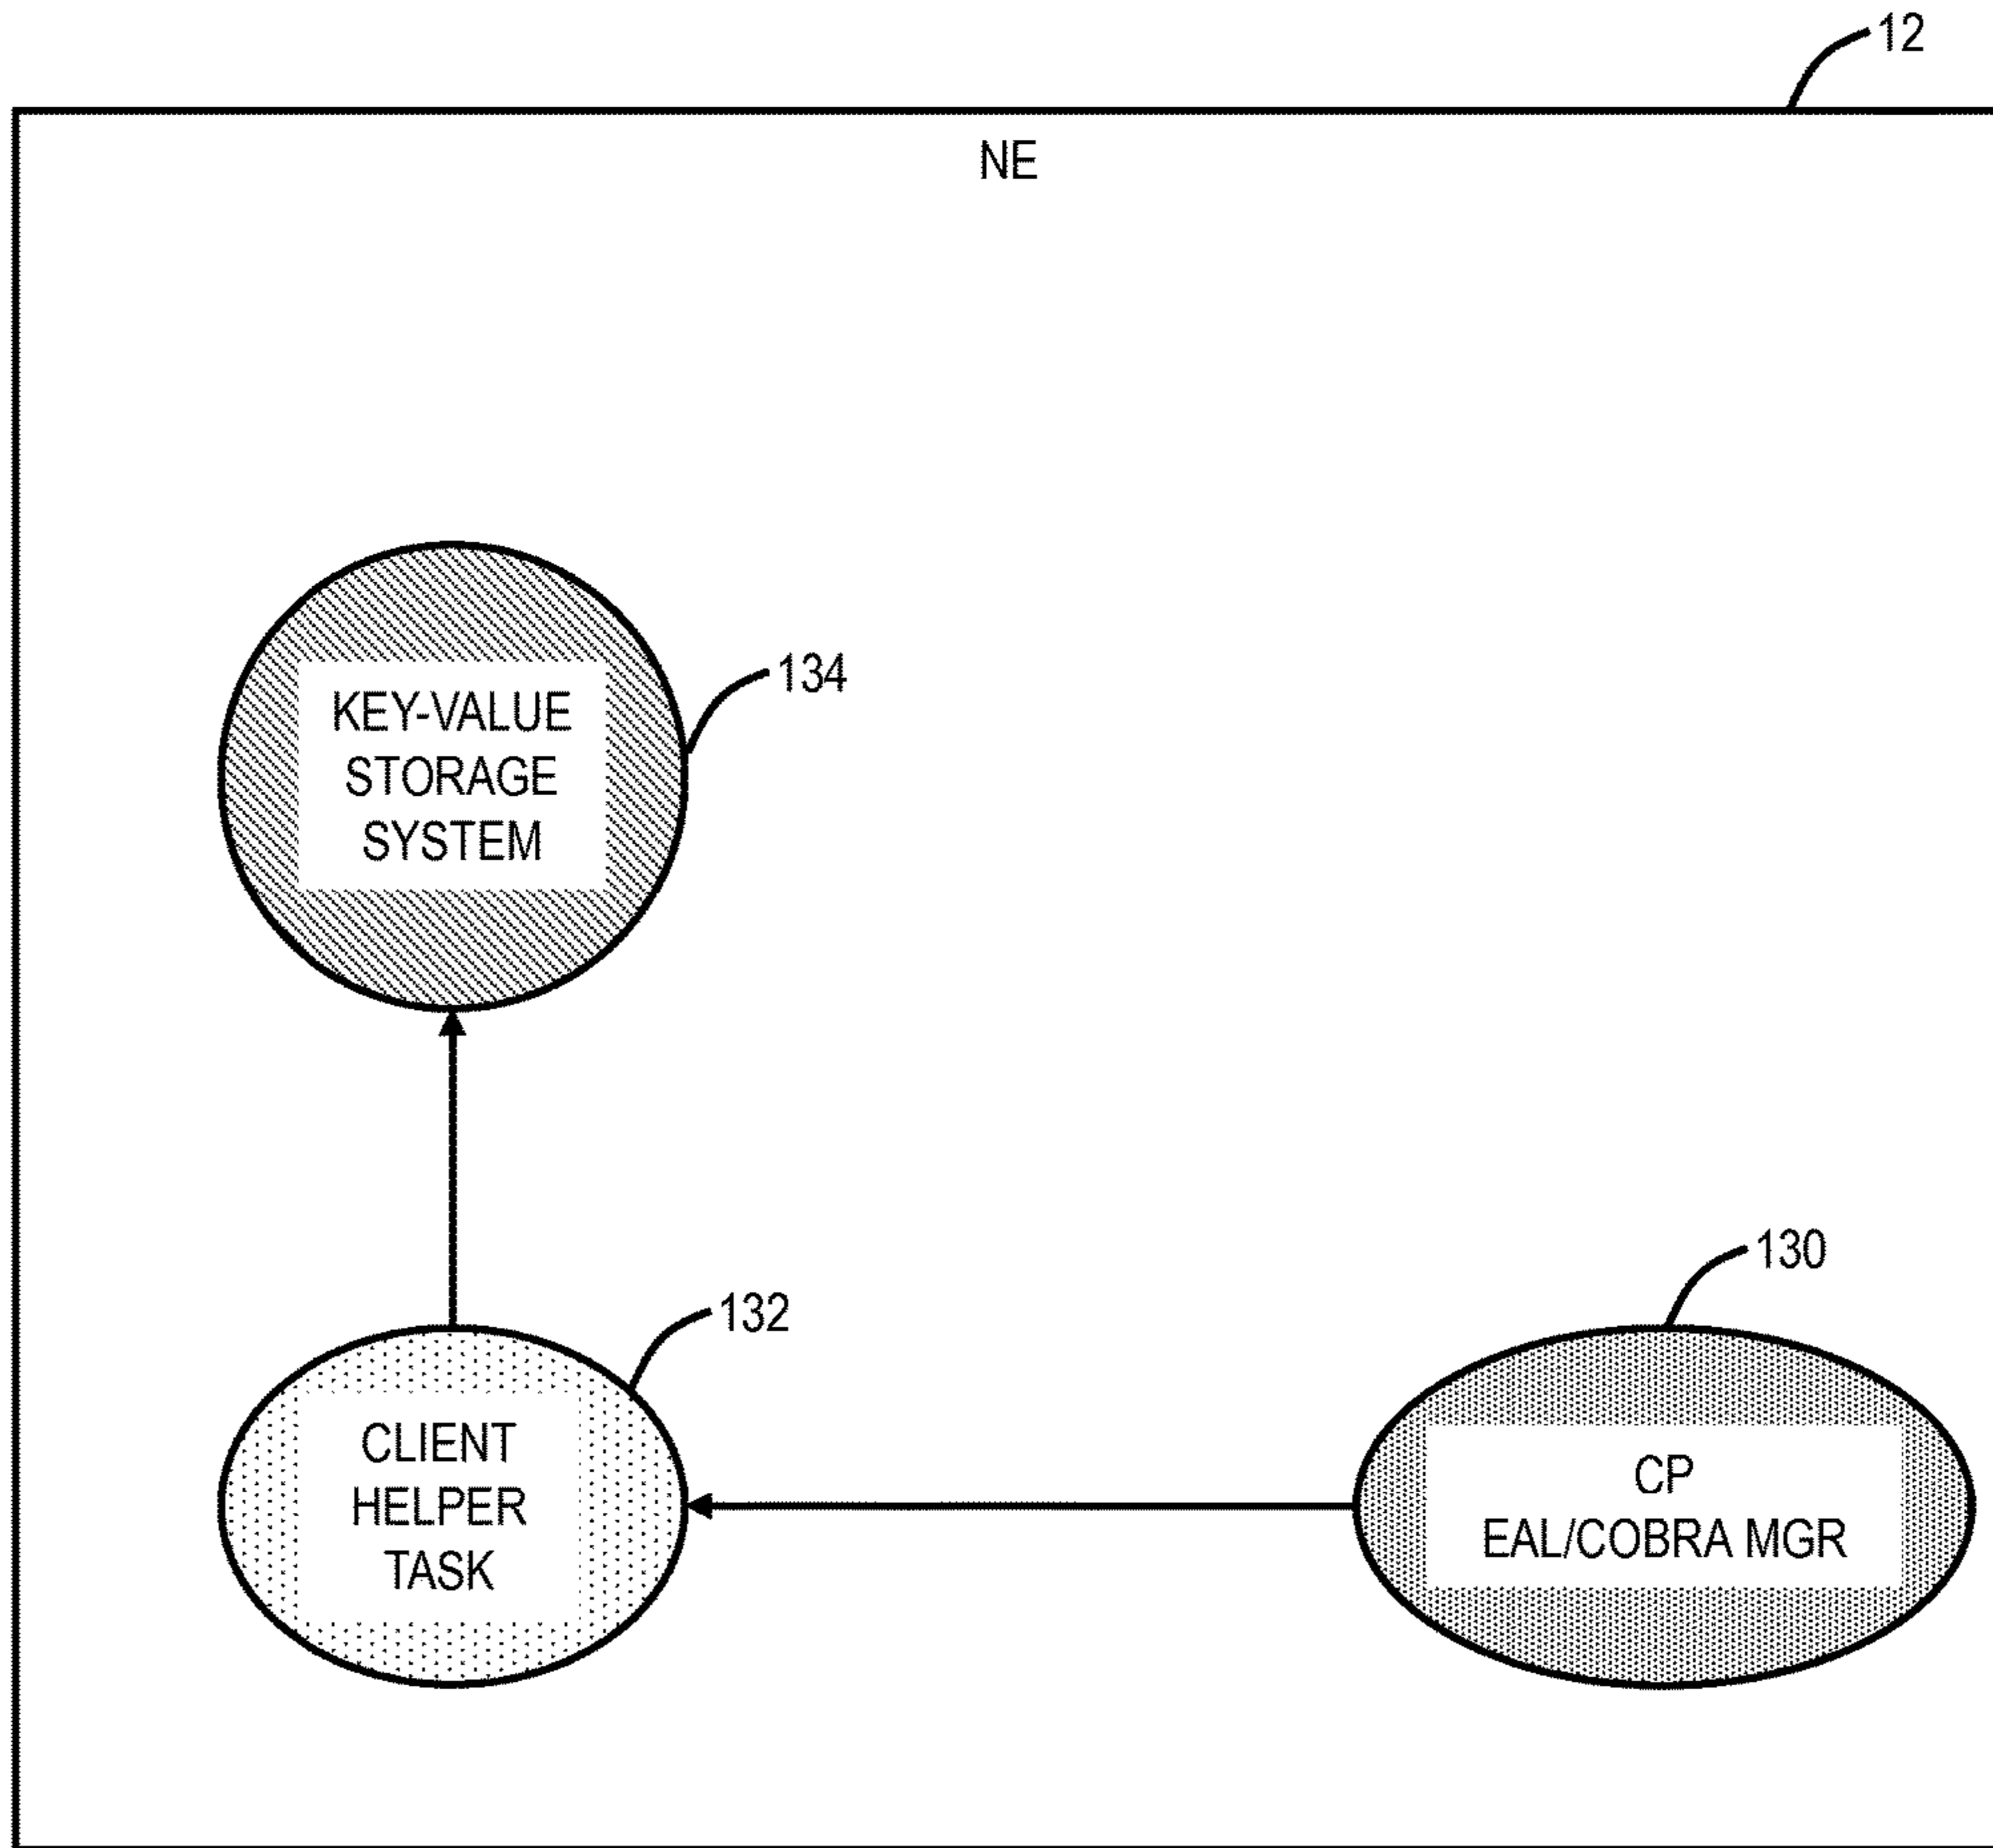 12
NE
134
KEY-VALUE
STORAGE
SYSTEM
130
132
CLIENT
HELPER
TASK
CP
EAL/COBRA MGR